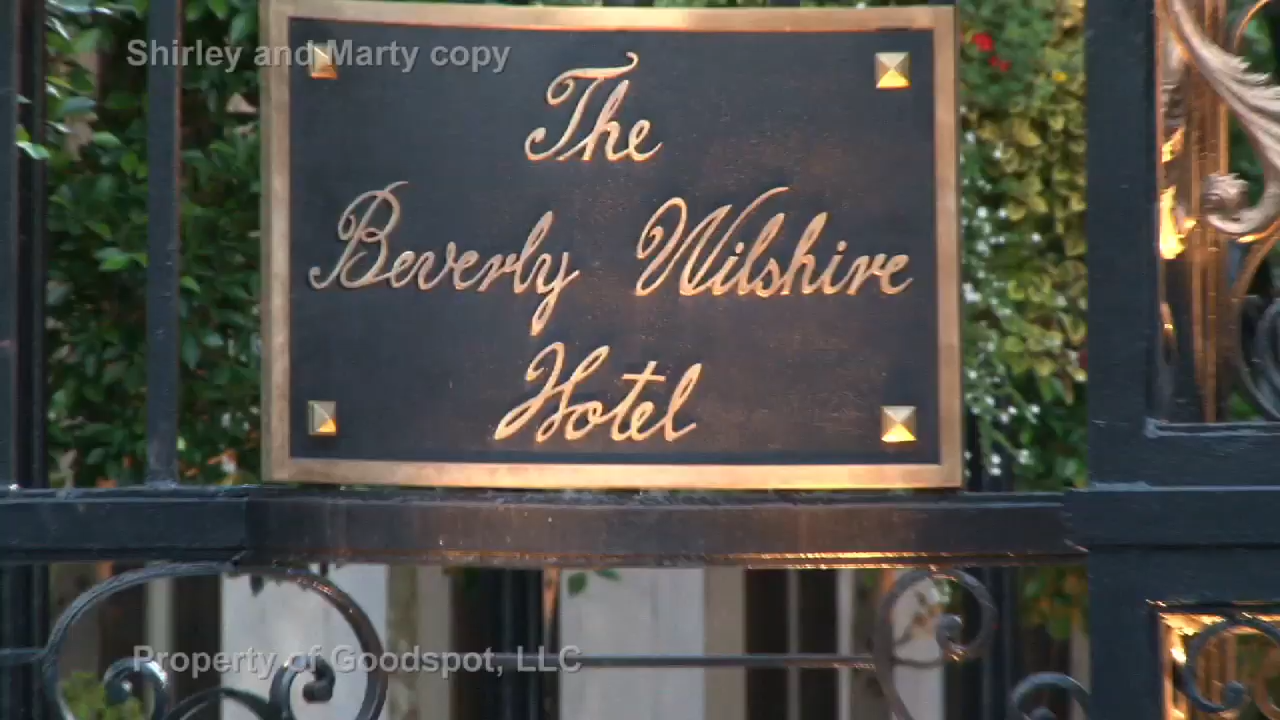 Shirley and Marty copy
The
Beverly Wilshire
Hotel
Property of Goodspot, LLC